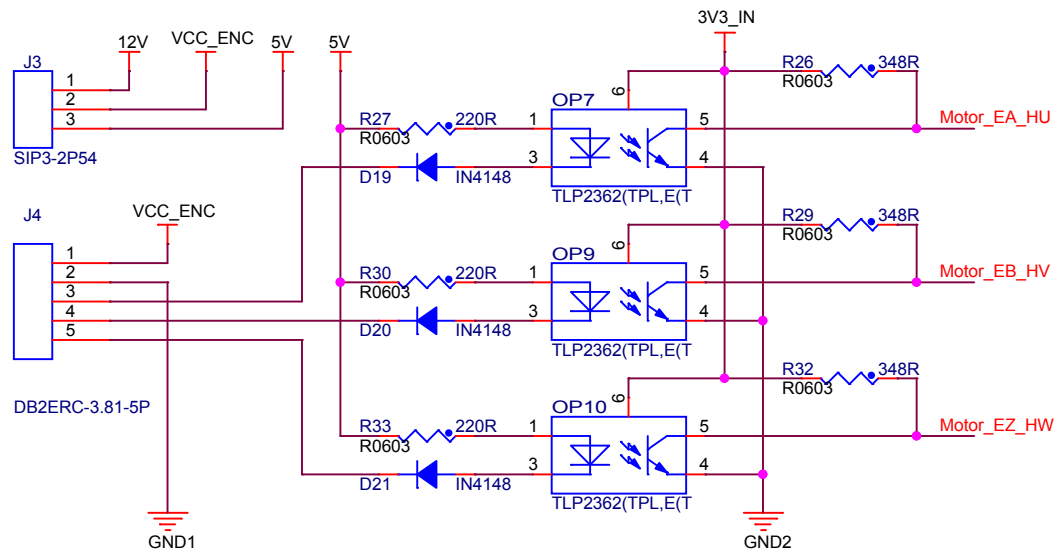 3V3_IN
12V
VCC_ENC
5V
5V
J3
1
2
3
SIP3-2P54
R26
348R
R0603
6
OP7
R27
220R
R0603
1
5
Motor_EA_HU
3
4
D19
IN4148
TLP2362(TPL,E(T
J4
VCC_ENC
1
2
3
4
5
DB2ERC-3.81-5P
R29
348R
R0603
6
OP9
R30
220R
R0603
1
5
Motor_EB_HV
3
4
D20
IN4148
TLP2362(TPL,E(T
R32
348R
R0603
6
OP10
R33
220R
R0603
1
5
Motor_EZ_HW
3
4
D21
IN4148
TLP2362(TPL,E(T
GND1
GND2